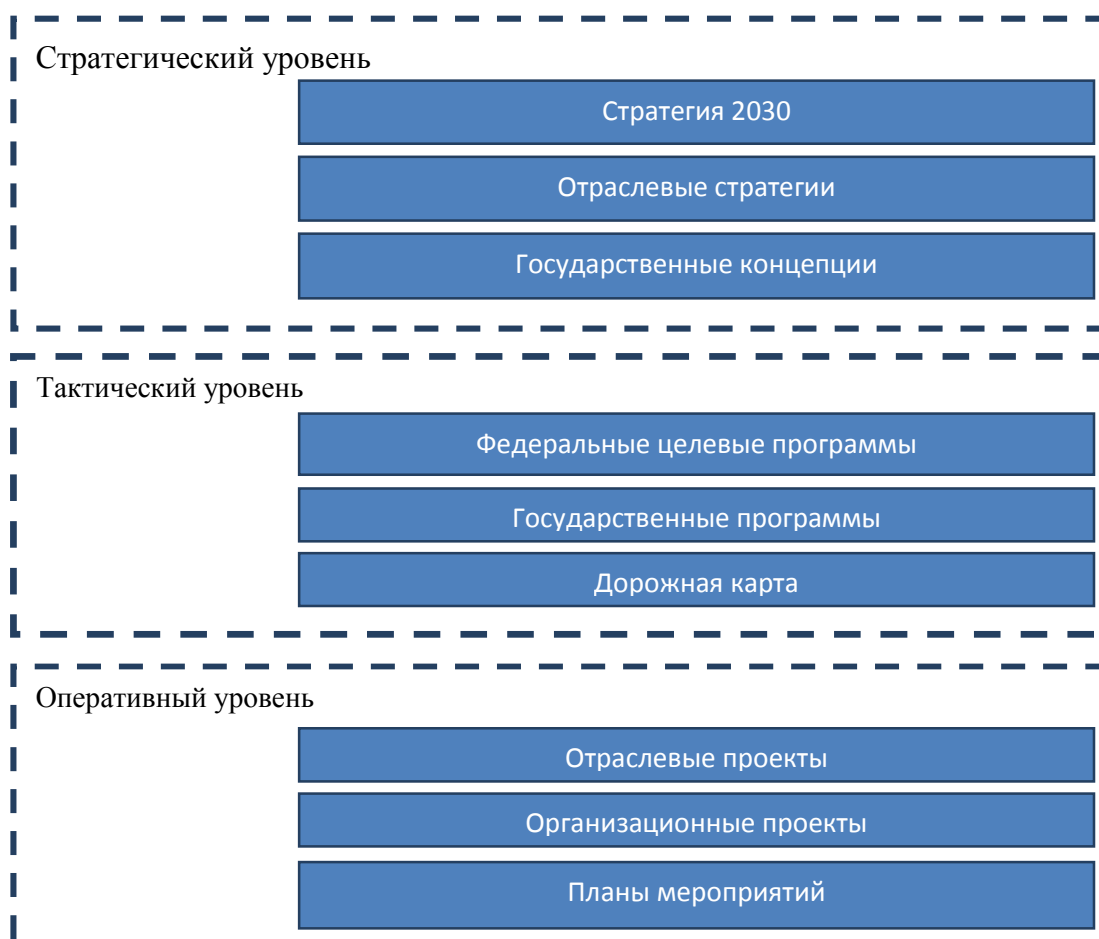 Стратегический уровень
Стратегия 2030
Отраслевые стратегии
Государственные концепции
Тактический уровень
Федеральные целевые программы
Государственные программы
Дорожная карта
Оперативный уровень
Отраслевые проекты
Организационные проекты
Планы мероприятий